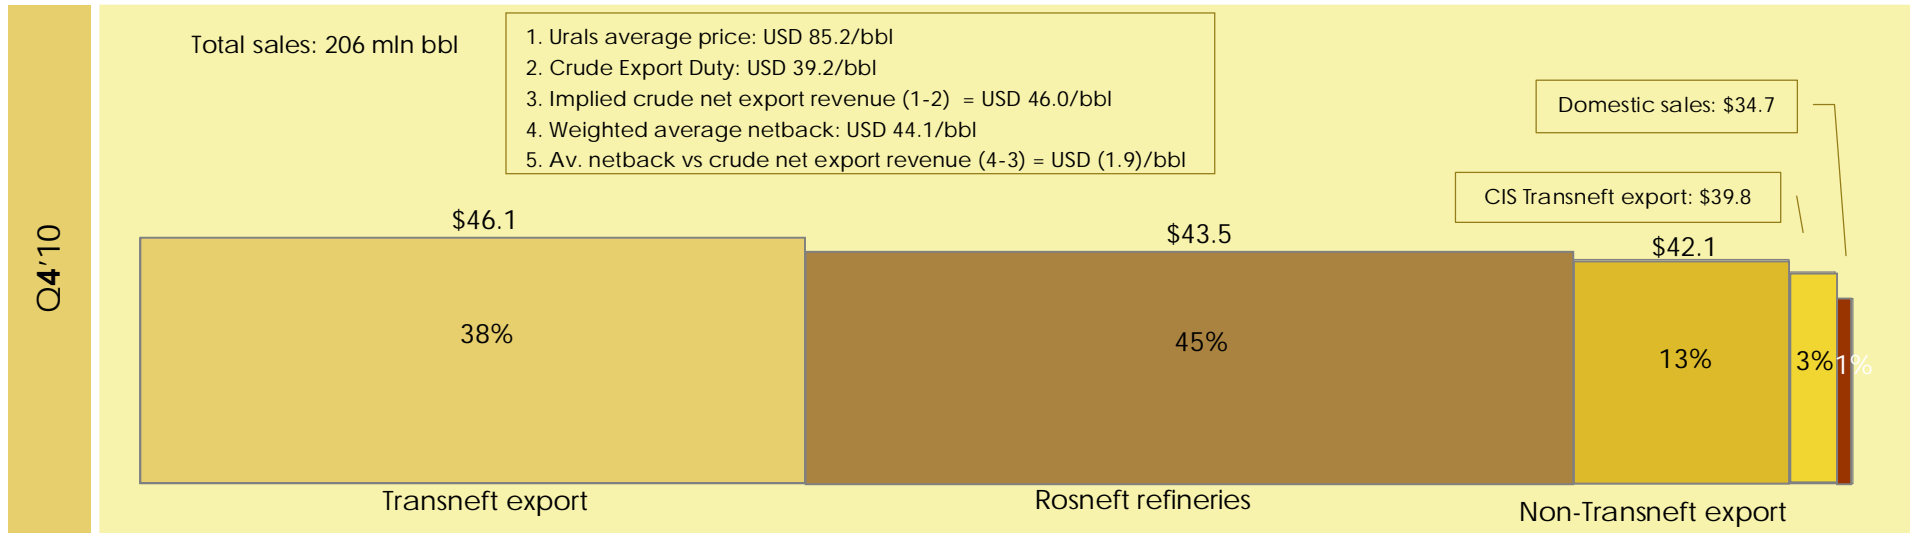 Q4'10
Total sales: 206 mln bbl
1. Urals average price: USD 85.2/bbl
2. Crude Export Duty: USD 39.2/bbl
3. Implied crude net export revenue (1-2) = USD 46.0/bbl
4. Weighted average netback: USD 44.1/bbl
5. Av. netback vs crude net export revenue (4-3) = USD (1.9)/bbl
Domestic sales: $34.7
CIS Transneft export: $39.8
$46.1
$43.5
$42.1
38%
45%
13%
3%
1%
Transneft export
Rosneft refineries
Non-Transneft export